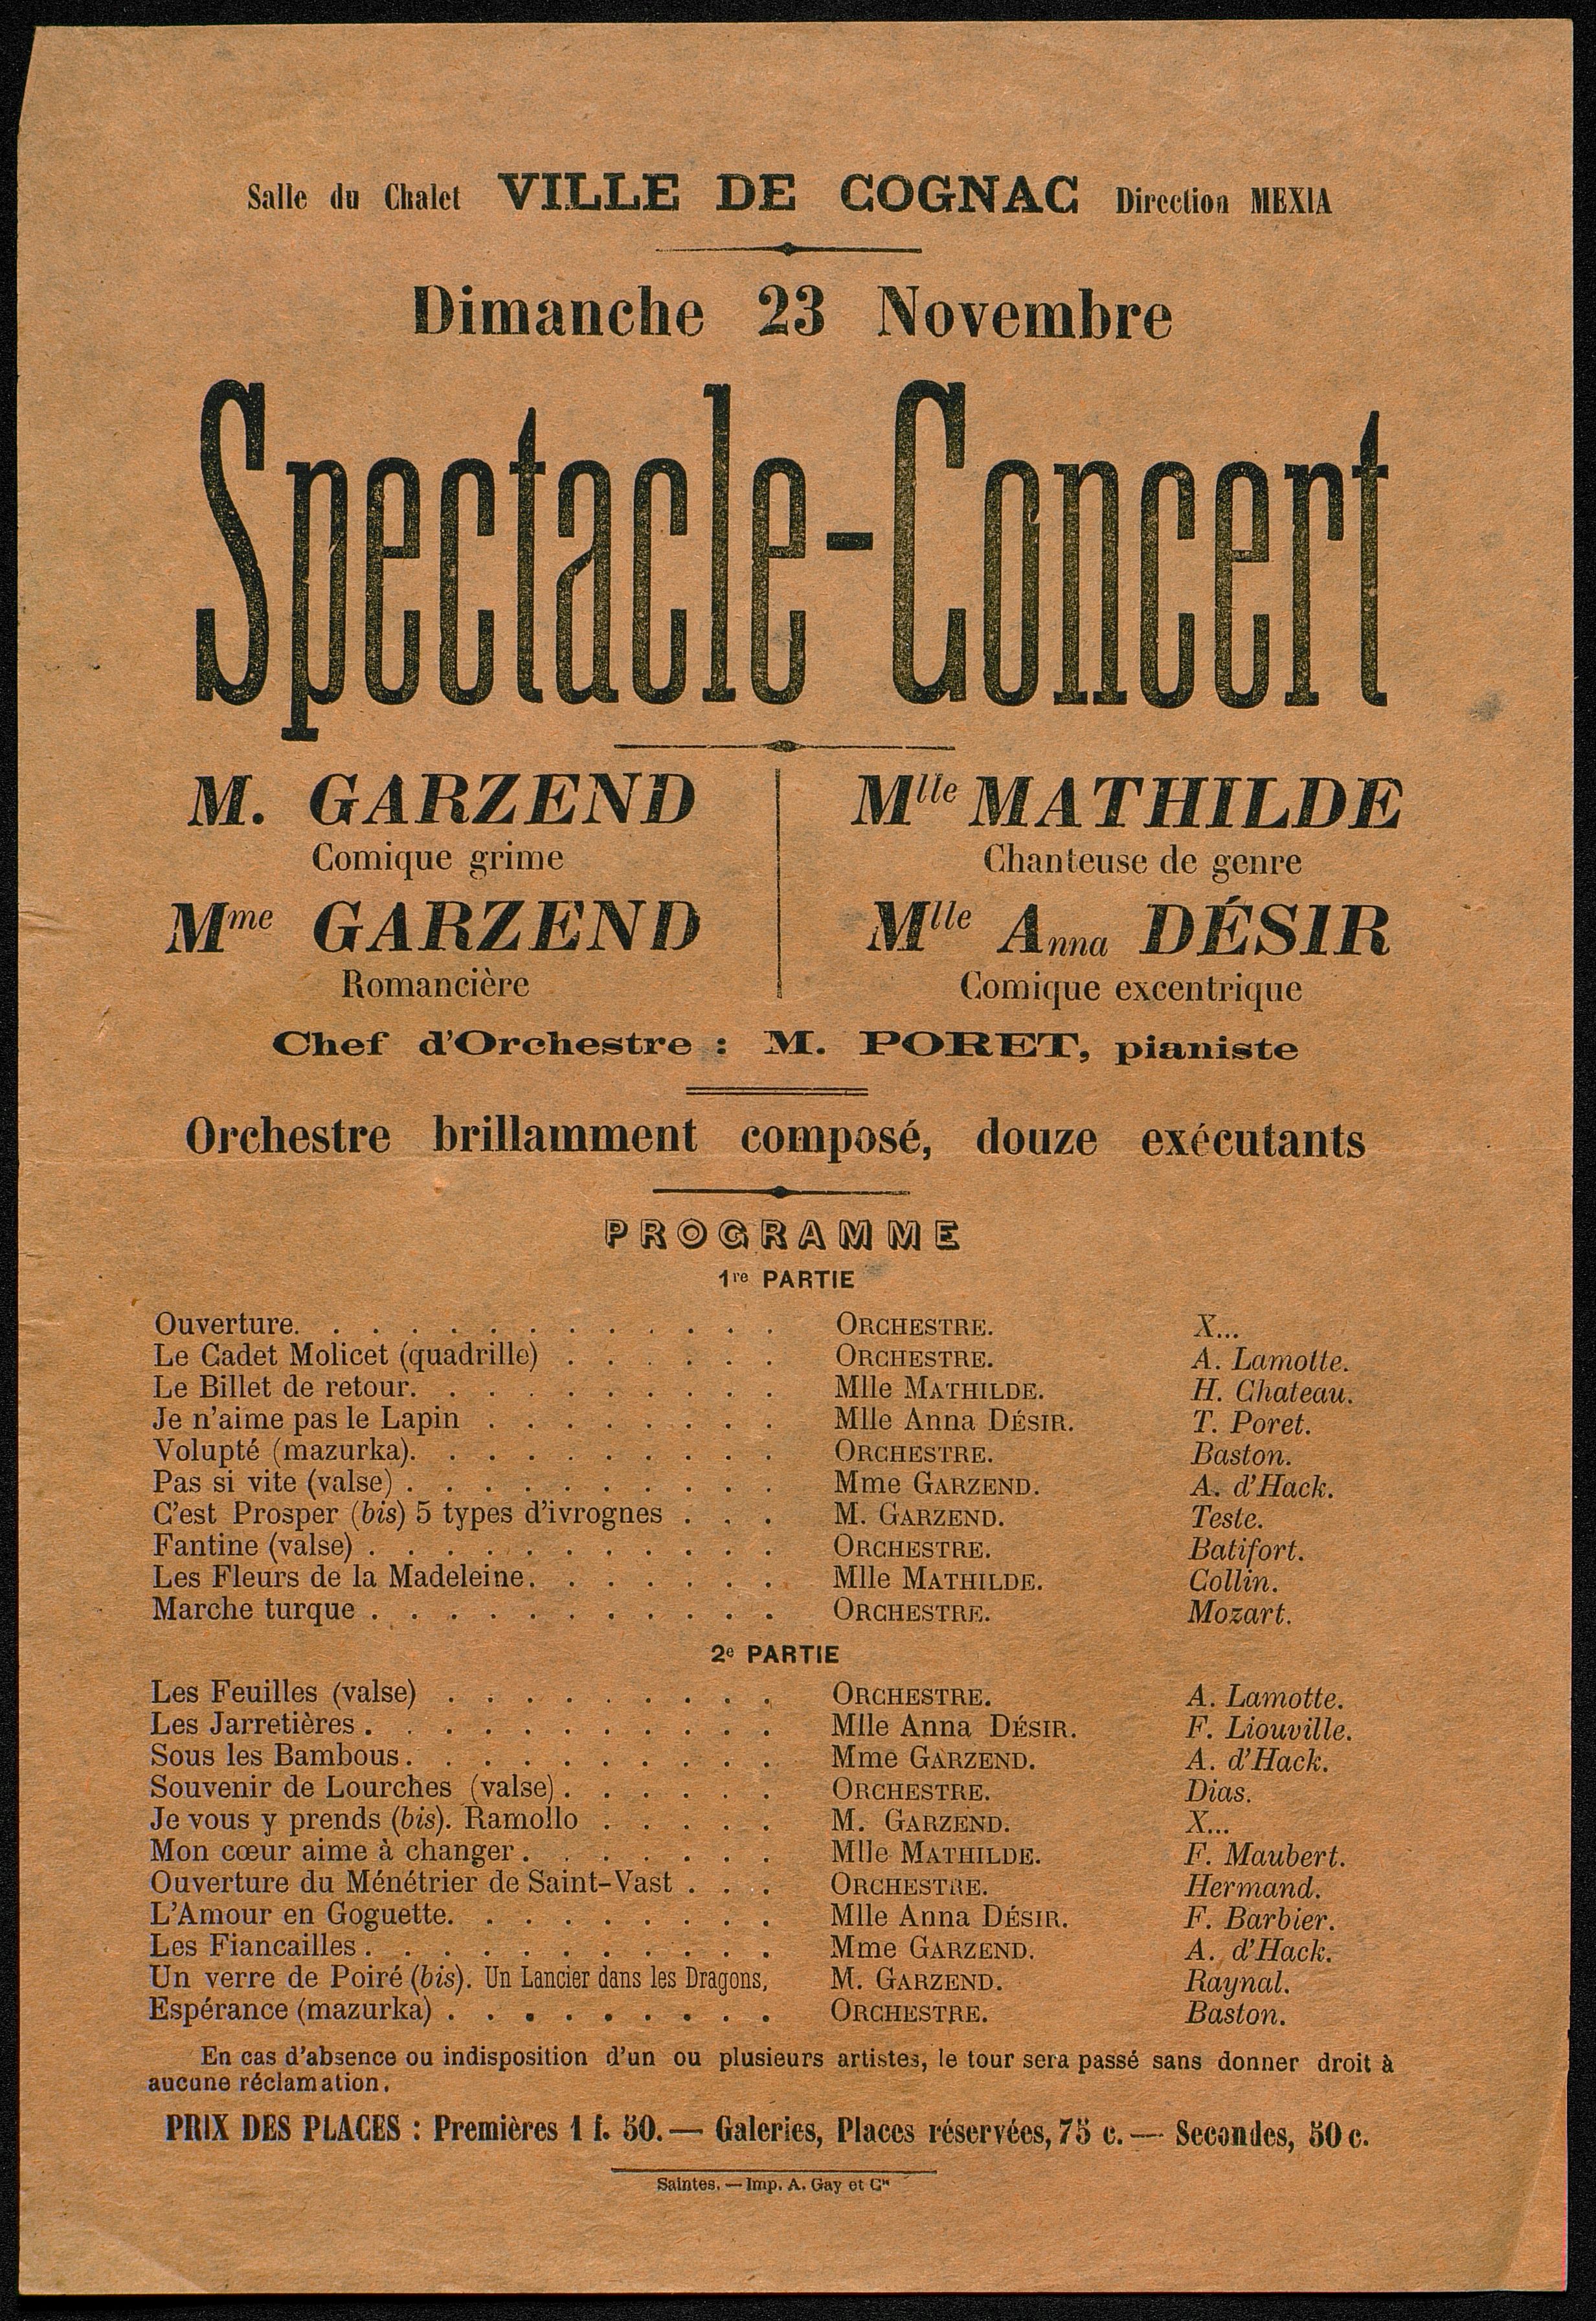 Salle du Chalet VILLE DE COGNAC Direction MEXIA
Dimanche 23 Novembre
Spectacle-Concert
M. GARZEND
Comique grime
Mme GARZEND
Romancière
Mlle MATHILDE
Chanteuse de genre
Mlle Anna DÉSIR
Comique excentrique
Chef d'Orchestre : M. PORET, pianiste
Orchestre brillamment composé, douze exécutants
PROGRAMME
1re PARTIE
Ouverture. . . . . . . . . . . . . ORCHESTRE. X...
Le Cadet Molicet (quadrille) . . . . . . ORCHESTRE. A. Lamotte.
Le Billet de retour. . . . . . . . . . Mlle MATHILDE. H. Chateau.
Je n'aime pas le Lapin . . . . . . . . Mlle Anna DÉSIR. T. Poret.
Volupté (mazurka). . . . . . . . . . ORCHESTRE. Baston.
Pas si vite (valse) . . . . . . . . . . Mme GARZEND. A. d'Hack.
C'est Prosper (bis) 5 types d'ivrognes . . . M. GARZEND. Teste.
Fantine (valse) . . . . . . . . . . . ORCHESTRE. Batifort.
Les Fleurs de la Madeleine. . . . . . . Mlle MATHILDE. Collin.
Marche turque . . . . . . . . . . . ORCHESTRE. Mozart.
2e PARTIE
Les Feuilles (valse) . . . . . . . . . ORCHESTRE. A. Lamotte.
Les Jarretières . . . . . . . . . . . Mlle Anna DÉSIR. F. Liouville.
Sous les Bambous. . . . . . . . . . Mme GARZEND. A. d'Hack.
Souvenir de Lourches (valse) . . . . . . ORCHESTRE. Dias.
Je vous y prends (bis). Ramollo . . . . . M. GARZEND. X...
Mon cœur aime à changer . . . . . . . Mlle MATHILDE. F. Maubert.
Ouverture du Ménétrier de Saint-Vast . . . ORCHESTRE. Hermand.
L'Amour en Goguette. . . . . . . . . Mlle Anna DÉSIR. F. Barbier.
Les Fiancailles . . . . . . . . . . . Mme GARZEND. A. d'Hack.
Un verre de Poiré (bis). Un Lancier dans les Dragons, M. GARZEND. Raynal.
Espérance (mazurka) . . . . . . . . . ORCHESTRE. Baston.
En cas d'absence ou indisposition d'un ou plusieurs artistes, le tour sera passé sans donner droit à
aucune réclamation.
PRIX DES PLACES : Premières 1 f. 50. — Galeries, Places réservées, 75 c. — Secondes, 50 c.
Saintes. — Imp. A. Gay et Cie